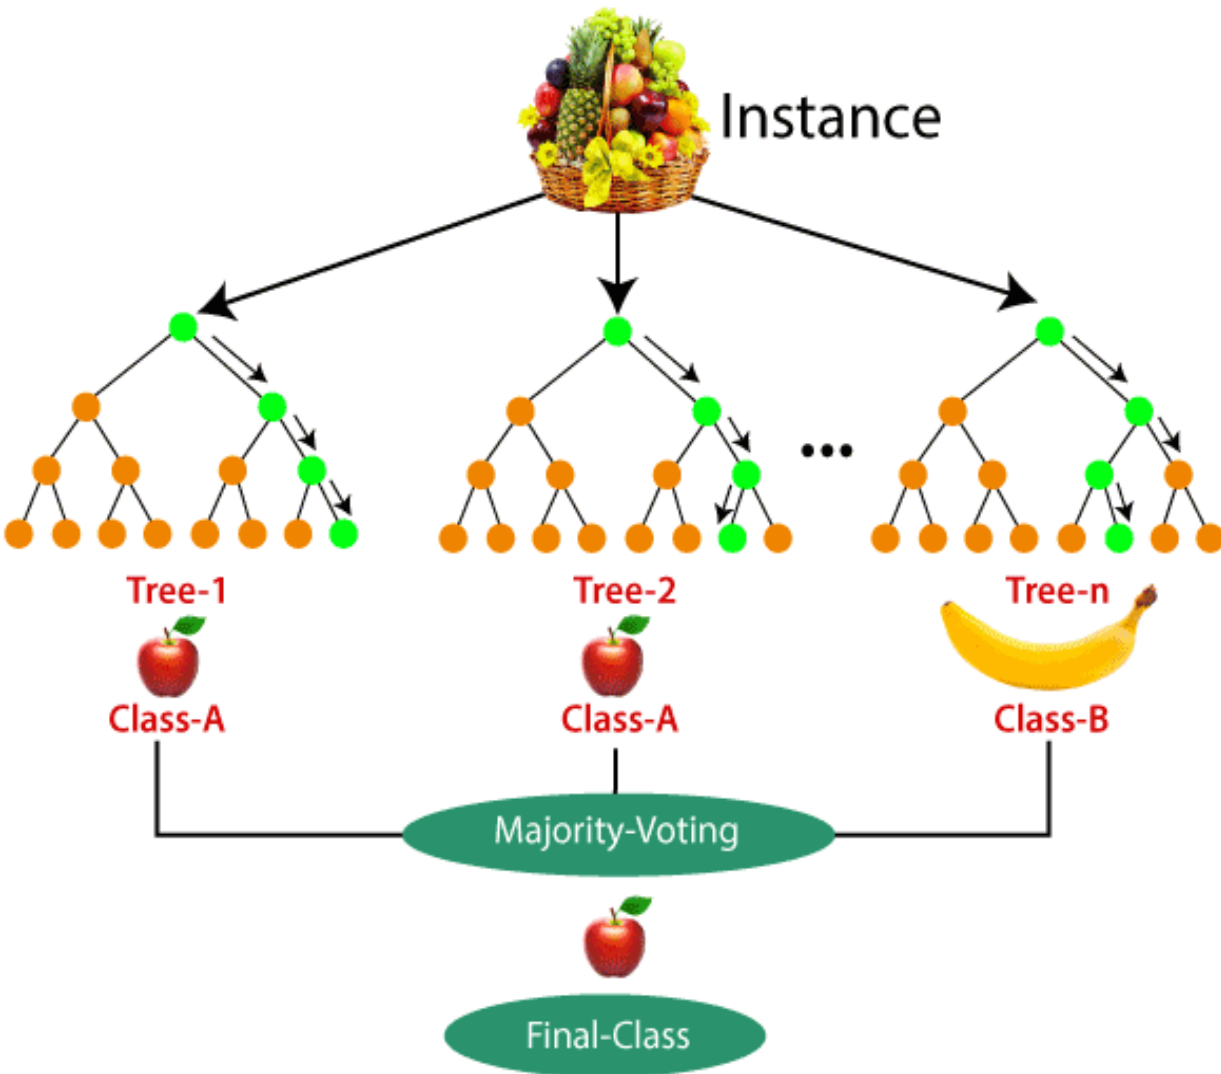 Instance
...
Tree-1
Tree-2
Tree-n
Class-A
Class-A
Class-B
Majority-Voting
Final-Class